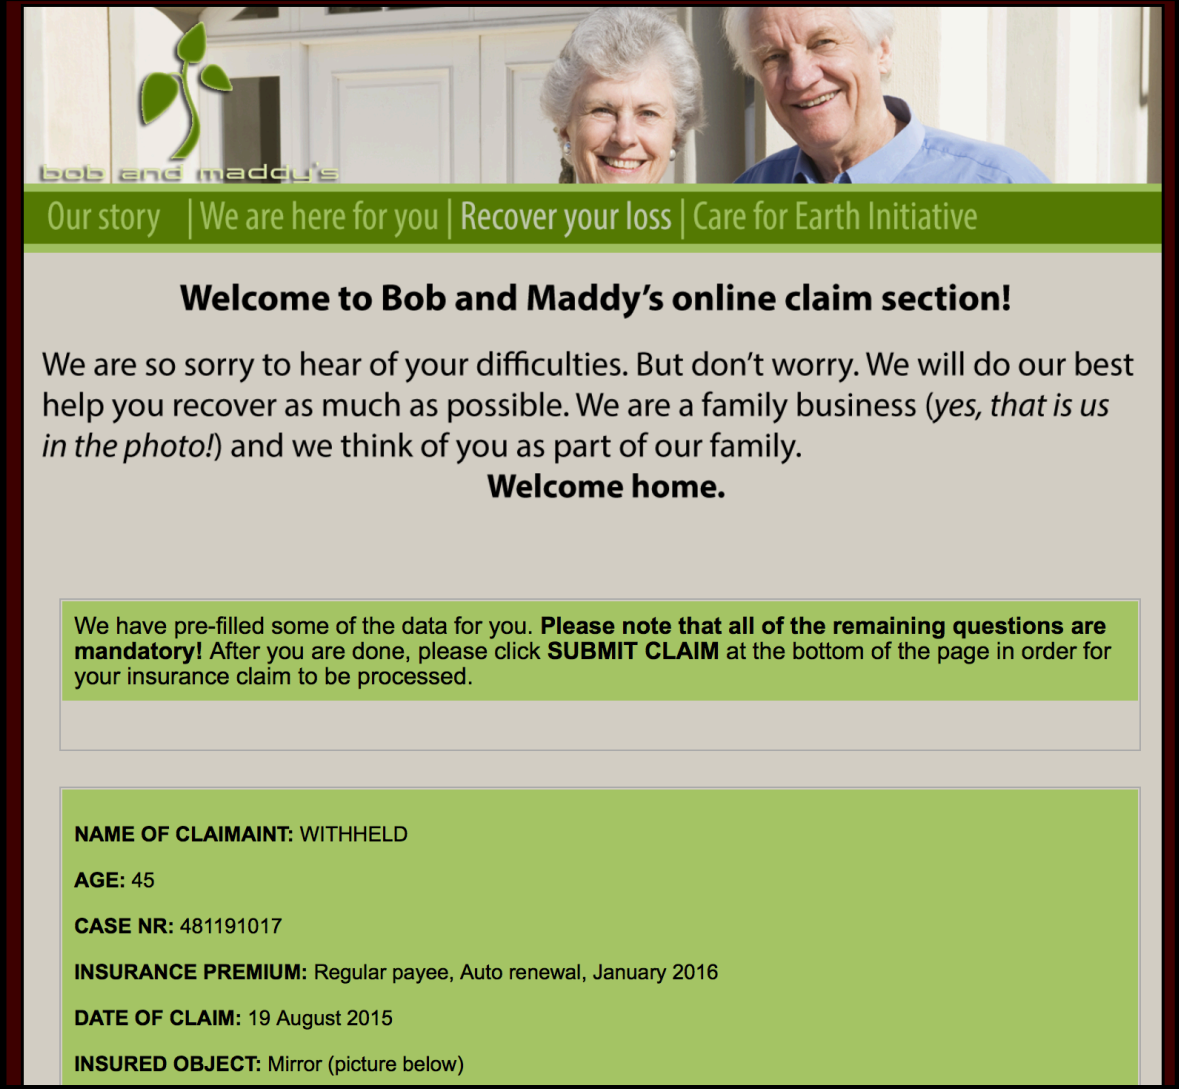 bob and maddy's
Our story | We are here for you | Recover your loss | Care for Earth Initiative
Welcome to Bob and Maddy's online claim section!
We are so sorry to hear of your difficulties. But don't worry. We will do our best
help you recover as much as possible. We are a family business (yes, that is us
in the photo!) and we think of you as part of our family.
Welcome home.
We have pre-filled some of the data for you. Please note that all of the remaining questions are
mandatory! After you are done, please click SUBMIT CLAIM at the bottom of the page in order for
your insurance claim to be processed.
NAME OF CLAIMAINT: WITHHELD
AGE: 45
CASE NR: 481191017
INSURANCE PREMIUM: Regular payee, Auto renewal, January 2016
DATE OF CLAIM: 19 August 2015
INSURED OBJECT: Mirror (picture below)